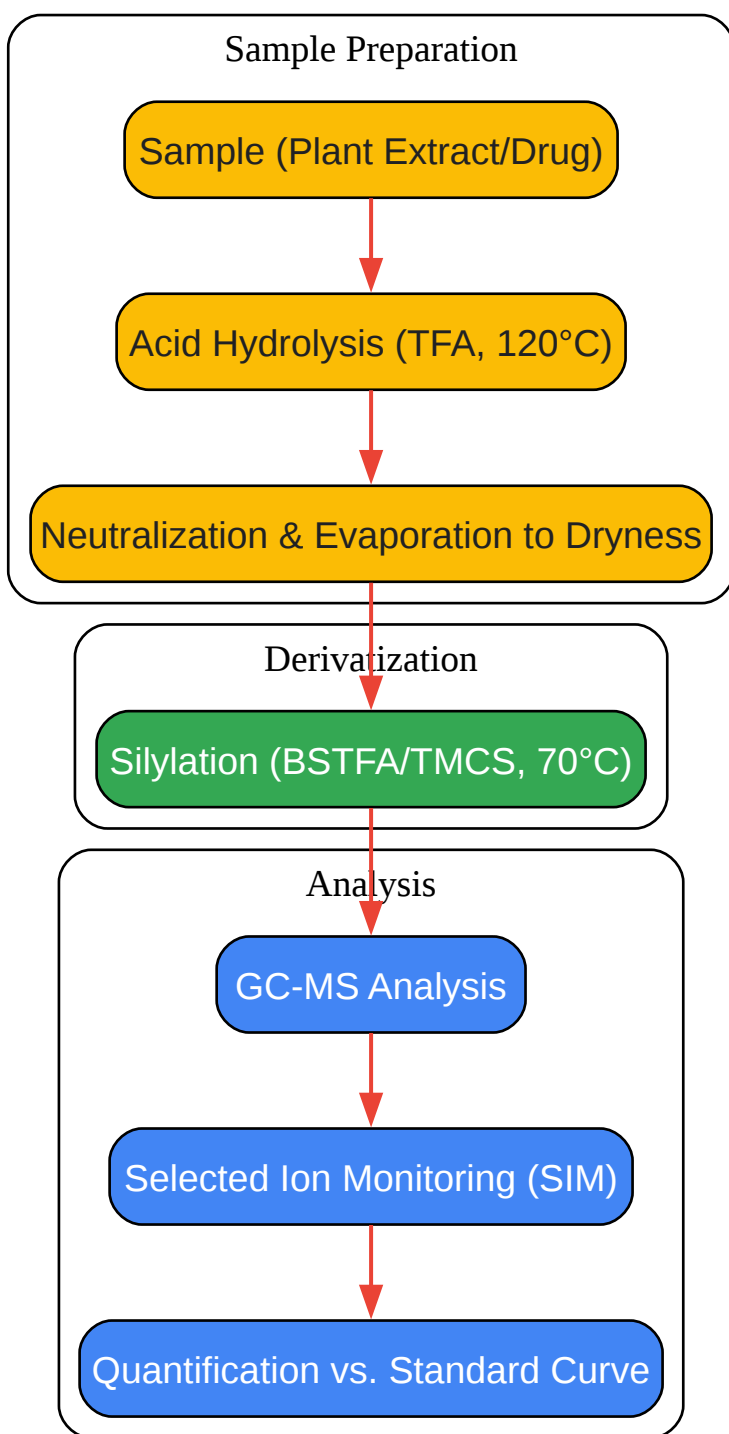 Sample Preparation
Sample (Plant Extract/Drug)
Acid Hydrolysis (TFA, 120°C)
Neutralization & Evaporation to Dryness
Derivatization
Silylation (BSTFA/TMCS, 70°C)
Analysis
GC-MS Analysis
Selected Ion Monitoring (SIM)
Quantification vs. Standard Curve